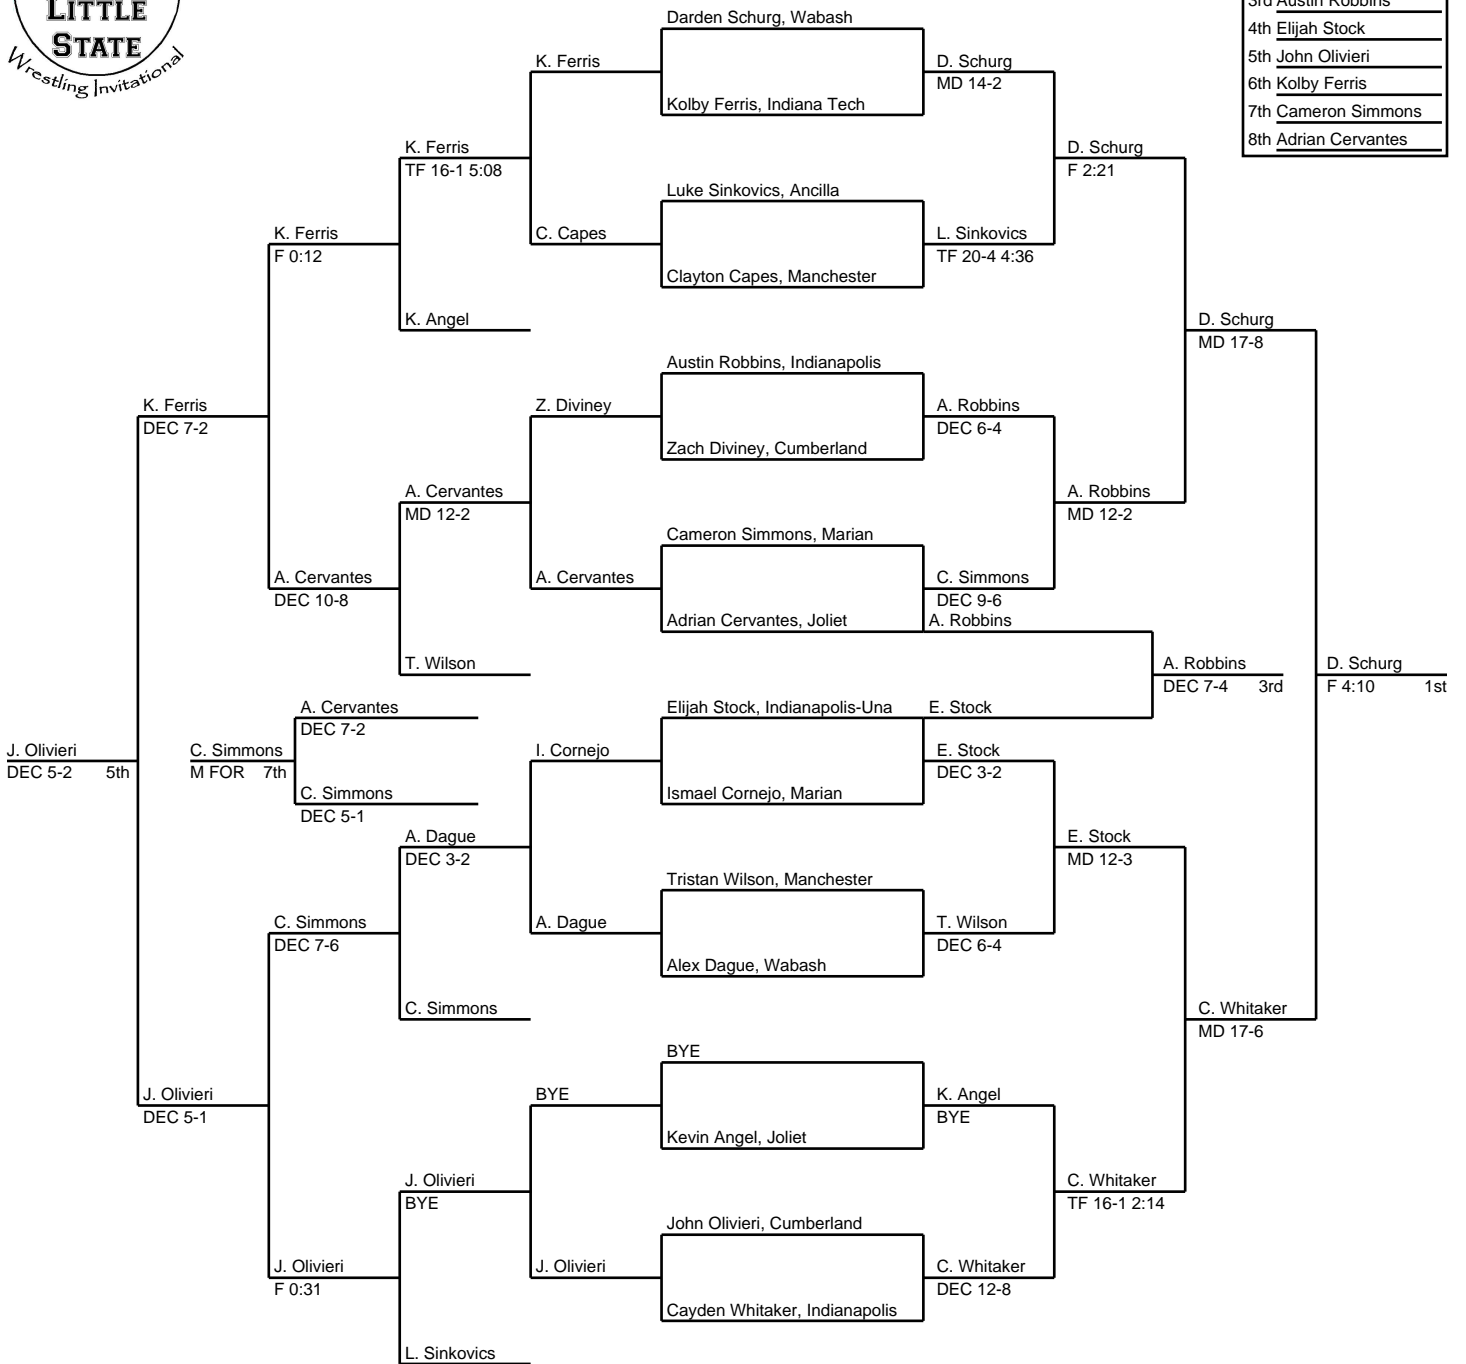 LITTLE
STATE
Wrestling Invitational
3rd Austin Robbins
4th Elijah Stock
5th John Olivieri
6th Kolby Ferris
7th Cameron Simmons
8th Adrian Cervantes
Darden Schurg, Wabash
K. Ferris
D. Schurg
MD 14-2
Kolby Ferris, Indiana Tech
K. Ferris
TF 16-1 5:08
D. Schurg
F 2:21
Luke Sinkovics, Ancilla
K. Ferris
F 0:12
C. Capes
L. Sinkovics
TF 20-4 4:36
Clayton Capes, Manchester
K. Angel
D. Schurg
MD 17-8
Austin Robbins, Indianapolis
K. Ferris
DEC 7-2
Z. Diviney
A. Robbins
DEC 6-4
Zach Diviney, Cumberland
A. Cervantes
MD 12-2
A. Robbins
MD 12-2
Cameron Simmons, Marian
A. Cervantes
DEC 10-8
A. Cervantes
C. Simmons
DEC 9-6
Adrian Cervantes, Joliet
A. Robbins
T. Wilson
A. Robbins
DEC 7-4 3rd
D. Schurg
F 4:10 1st
A. Cervantes
DEC 7-2
Elijah Stock, Indianapolis-Una
E. Stock
J. Olivieri
DEC 5-2 5th
C. Simmons
M FOR 7th
I. Cornejo
E. Stock
DEC 3-2
C. Simmons
DEC 5-1
Ismael Cornejo, Marian
A. Dague
DEC 3-2
E. Stock
MD 12-3
Tristan Wilson, Manchester
C. Simmons
DEC 7-6
A. Dague
T. Wilson
DEC 6-4
Alex Dague, Wabash
C. Simmons
C. Whitaker
MD 17-6
BYE
J. Olivieri
DEC 5-1
BYE
K. Angel
BYE
Kevin Angel, Joliet
J. Olivieri
BYE
C. Whitaker
TF 16-1 2:14
John Olivieri, Cumberland
J. Olivieri
F 0:31
J. Olivieri
C. Whitaker
DEC 12-8
Cayden Whitaker, Indianapolis
L. Sinkovics